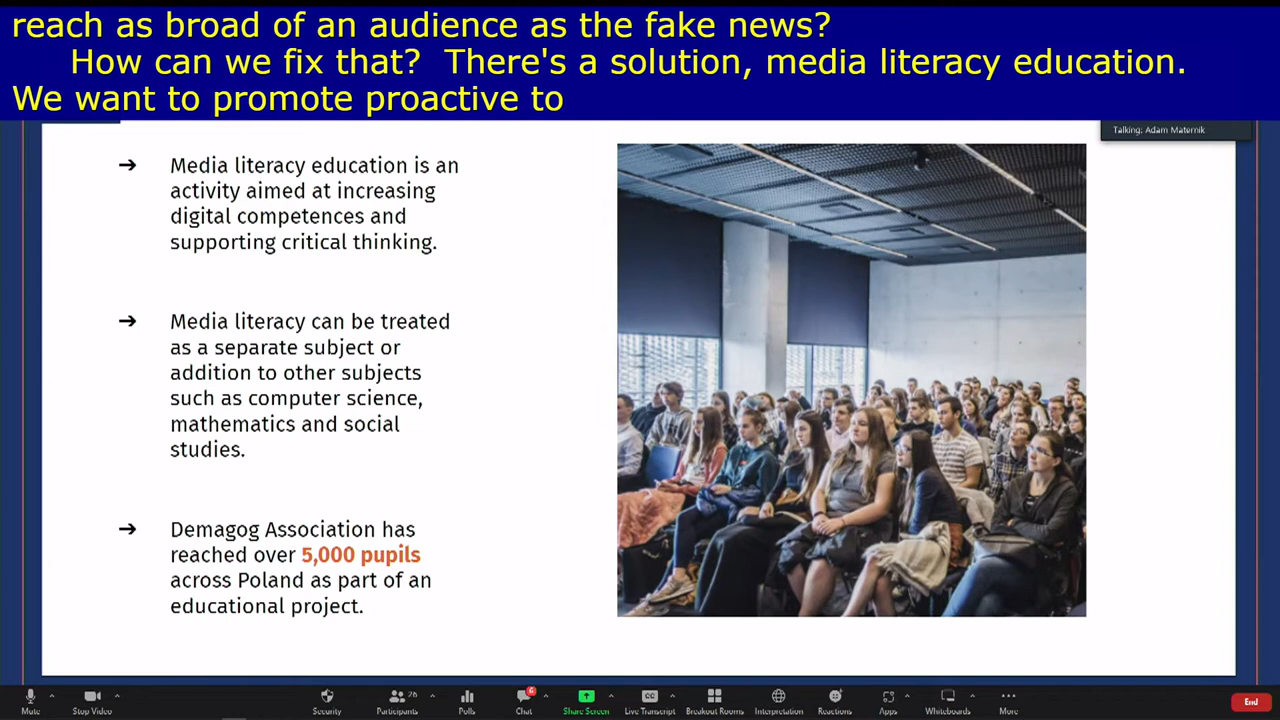 reach as broad of an audience as the fake news?
How can we fix that? There's a solution, media literacy education.
We want to promote proactive to
Talking: Adam Maternik
➔ Media literacy education is an
activity aimed at increasing
digital competences and
supporting critical thinking.
➔ Media literacy can be treated
as a separate subject or
addition to other subjects
such as computer science,
mathematics and social
studies.
➔ Demagog Association has
reached over 5,000 pupils
across Poland as part of an
educational project.
Mute
Stop Video
Security
Participants 26
Polls
Chat 6
Share Screen
Live Transcript
Breakout Rooms
Interpretation
Reactions
Apps
Whiteboards
More
End